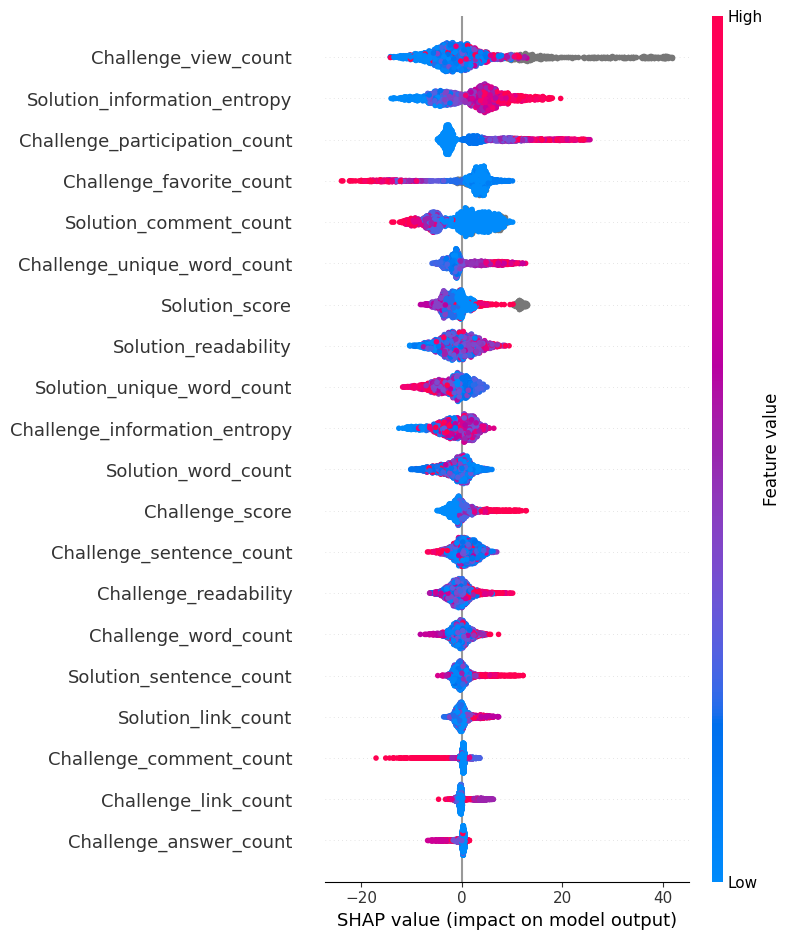 High
Challenge_view_count
Solution_information_entropy
Challenge_participation_count
Challenge_favorite_count
Solution_comment_count
Challenge_unique_word_count
Solution_score
Solution_readability
Solution_unique_word_count
Challenge_information_entropy
Solution_word_count
Challenge_score
Challenge_sentence_count
Challenge_readability
Challenge_word_count
Solution_sentence_count
Solution_link_count
Challenge_comment_count
Challenge_link_count
Challenge_answer_count
Feature value
Low
−20 0 20 40
SHAP value (impact on model output)